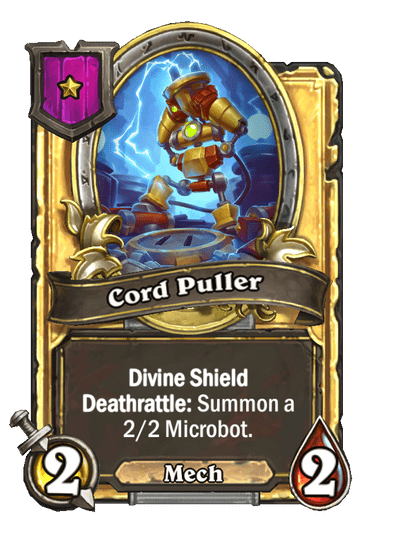 Cord Puller
Divine Shield
Deathrattle: Summon a
2/2 Microbot.
2
Mech
2